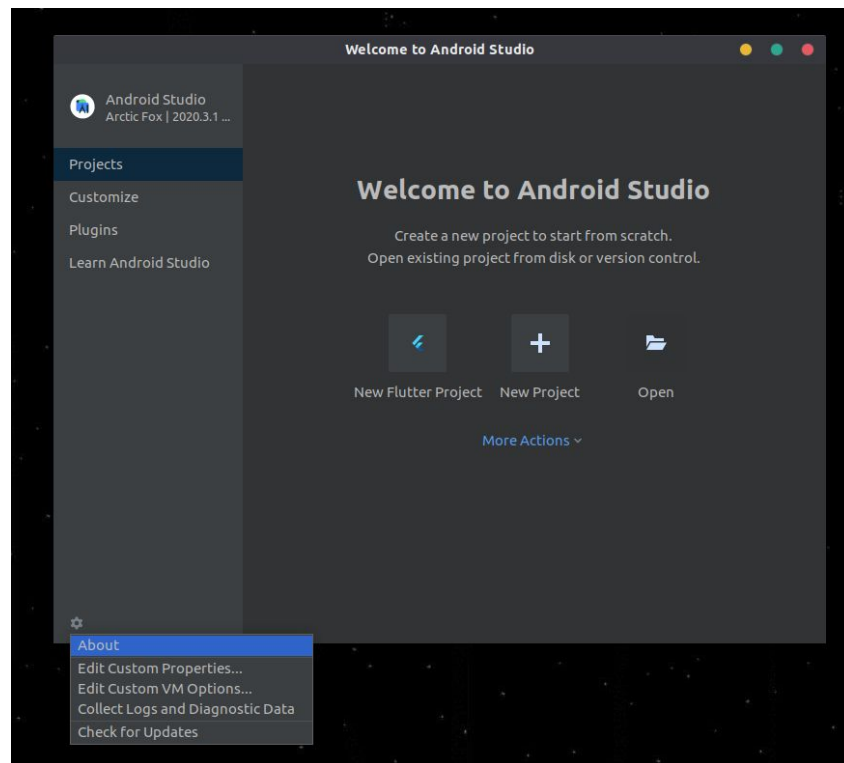 Welcome to Android Studio
Android Studio
Arctic Fox | 2020.3.1 ...
Projects
Customize
Plugins
Learn Android Studio
Welcome to Android Studio
Create a new project to start from scratch.
Open existing project from disk or version control.
New Flutter Project
New Project
Open
More Actions
About
Edit Custom Properties...
Edit Custom VM Options...
Collect Logs and Diagnostic Data
Check for Updates